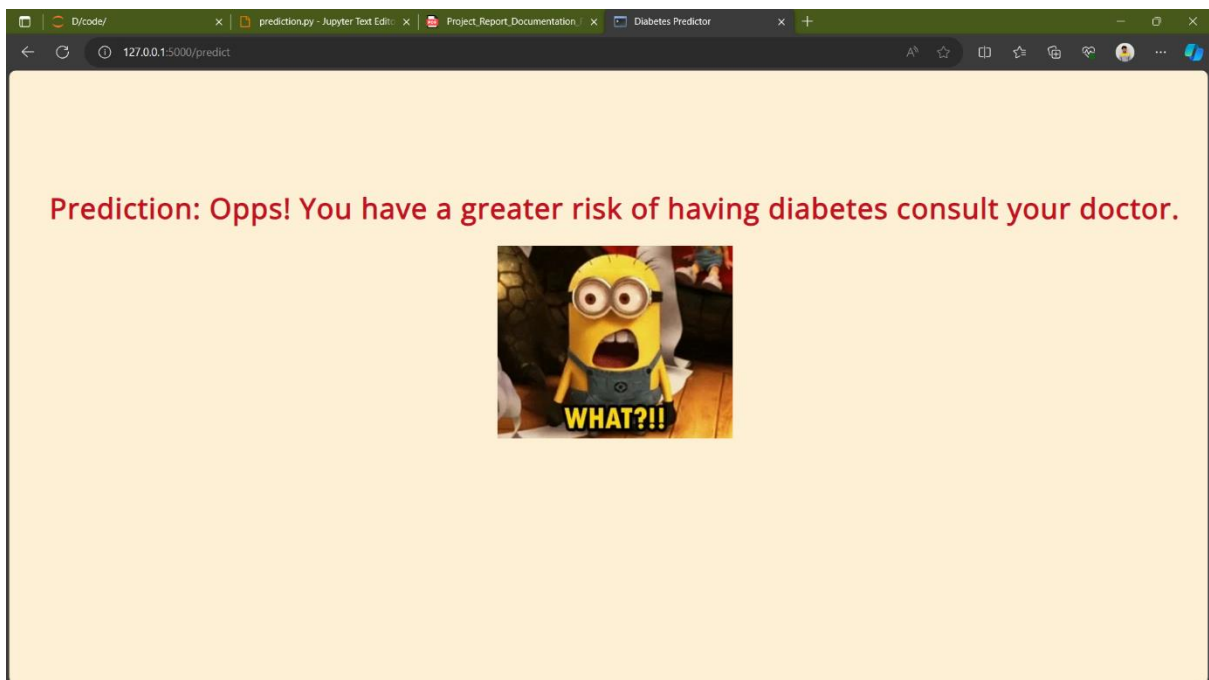 D/code/
prediction.py - Jupyter Text Edito
Project_Report_Documentation_
Diabetes Predictor
127.0.0.1:5000/predict
Prediction: Opps! You have a greater risk of having diabetes consult your doctor.
WHAT?!!